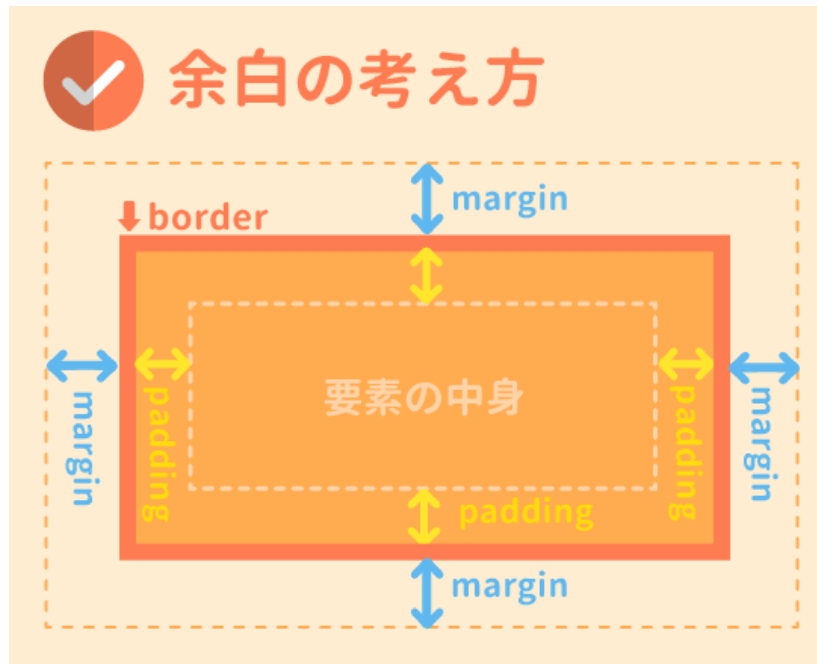 余白の考え方
margin
border
要素の中身
margin
padding
padding
margin
padding
margin